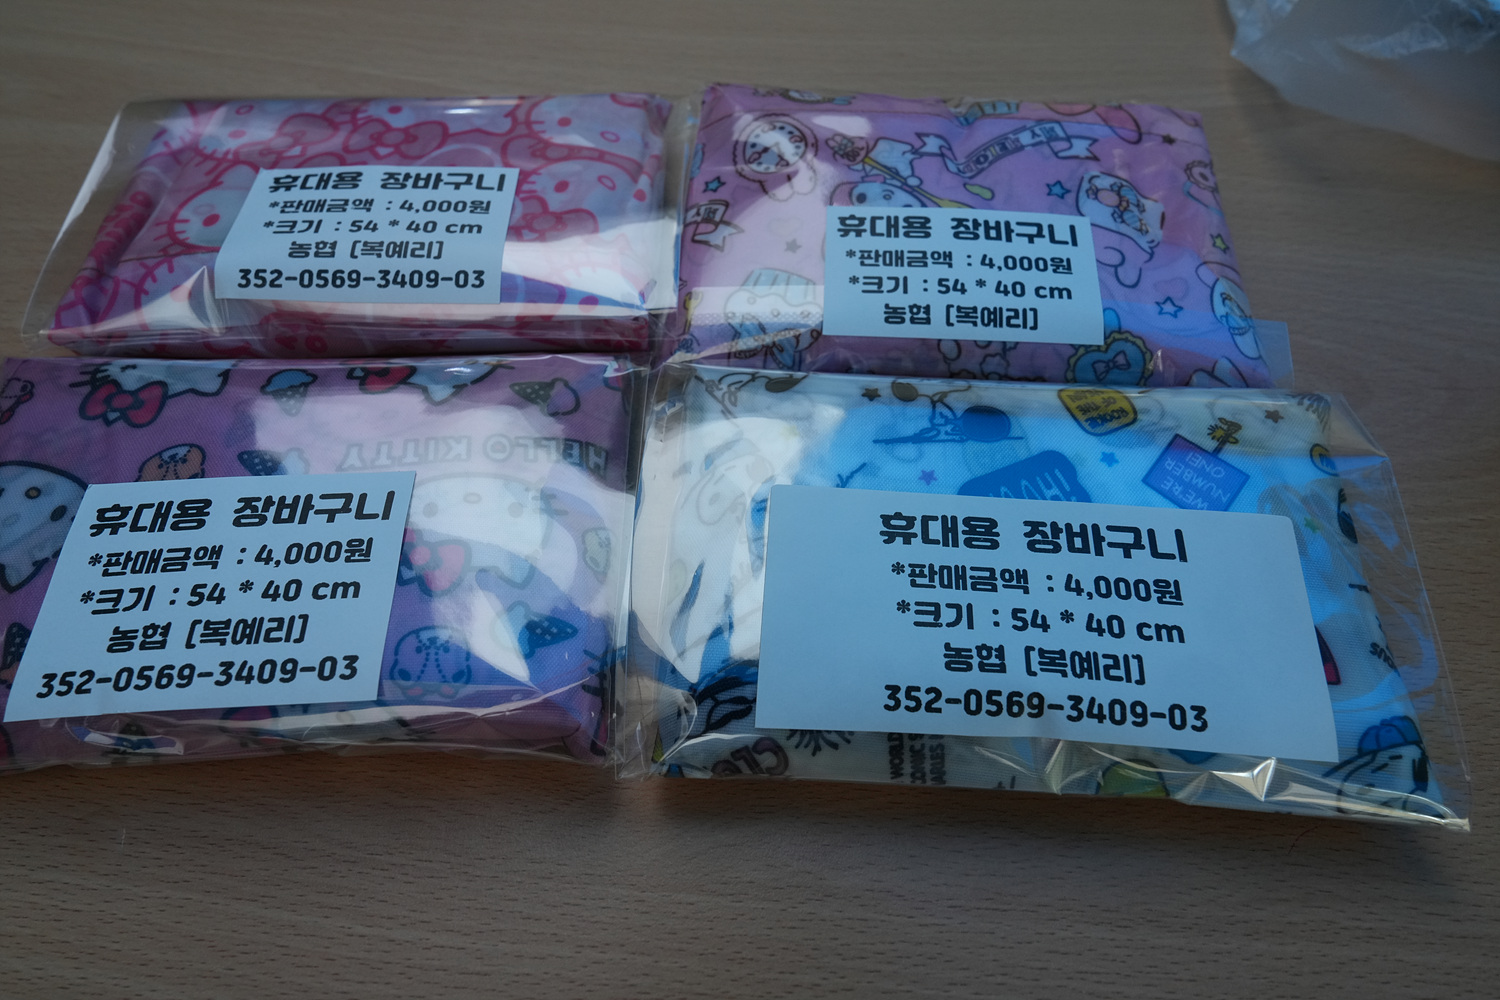 휴대용 장바구니
*판매금액 : 4,000원
*크기 : 54 * 40 cm
농협 [복예리]
352-0569-3409-03
휴대용 장바구니
*판매금액 : 4,000원
*크기 : 54 * 40 cm
농협 [복예리]
HELLO KITTY
휴대용 장바구니
*판매금액 : 4,000원
*크기 : 54 * 40 cm
농협 [복예리]
352-0569-3409-03
WE'RE
NUMBER
ONE!
휴대용 장바구니
*판매금액 : 4,000원
*크기 : 54 * 40 cm
농협 [복예리]
352-0569-3409-03